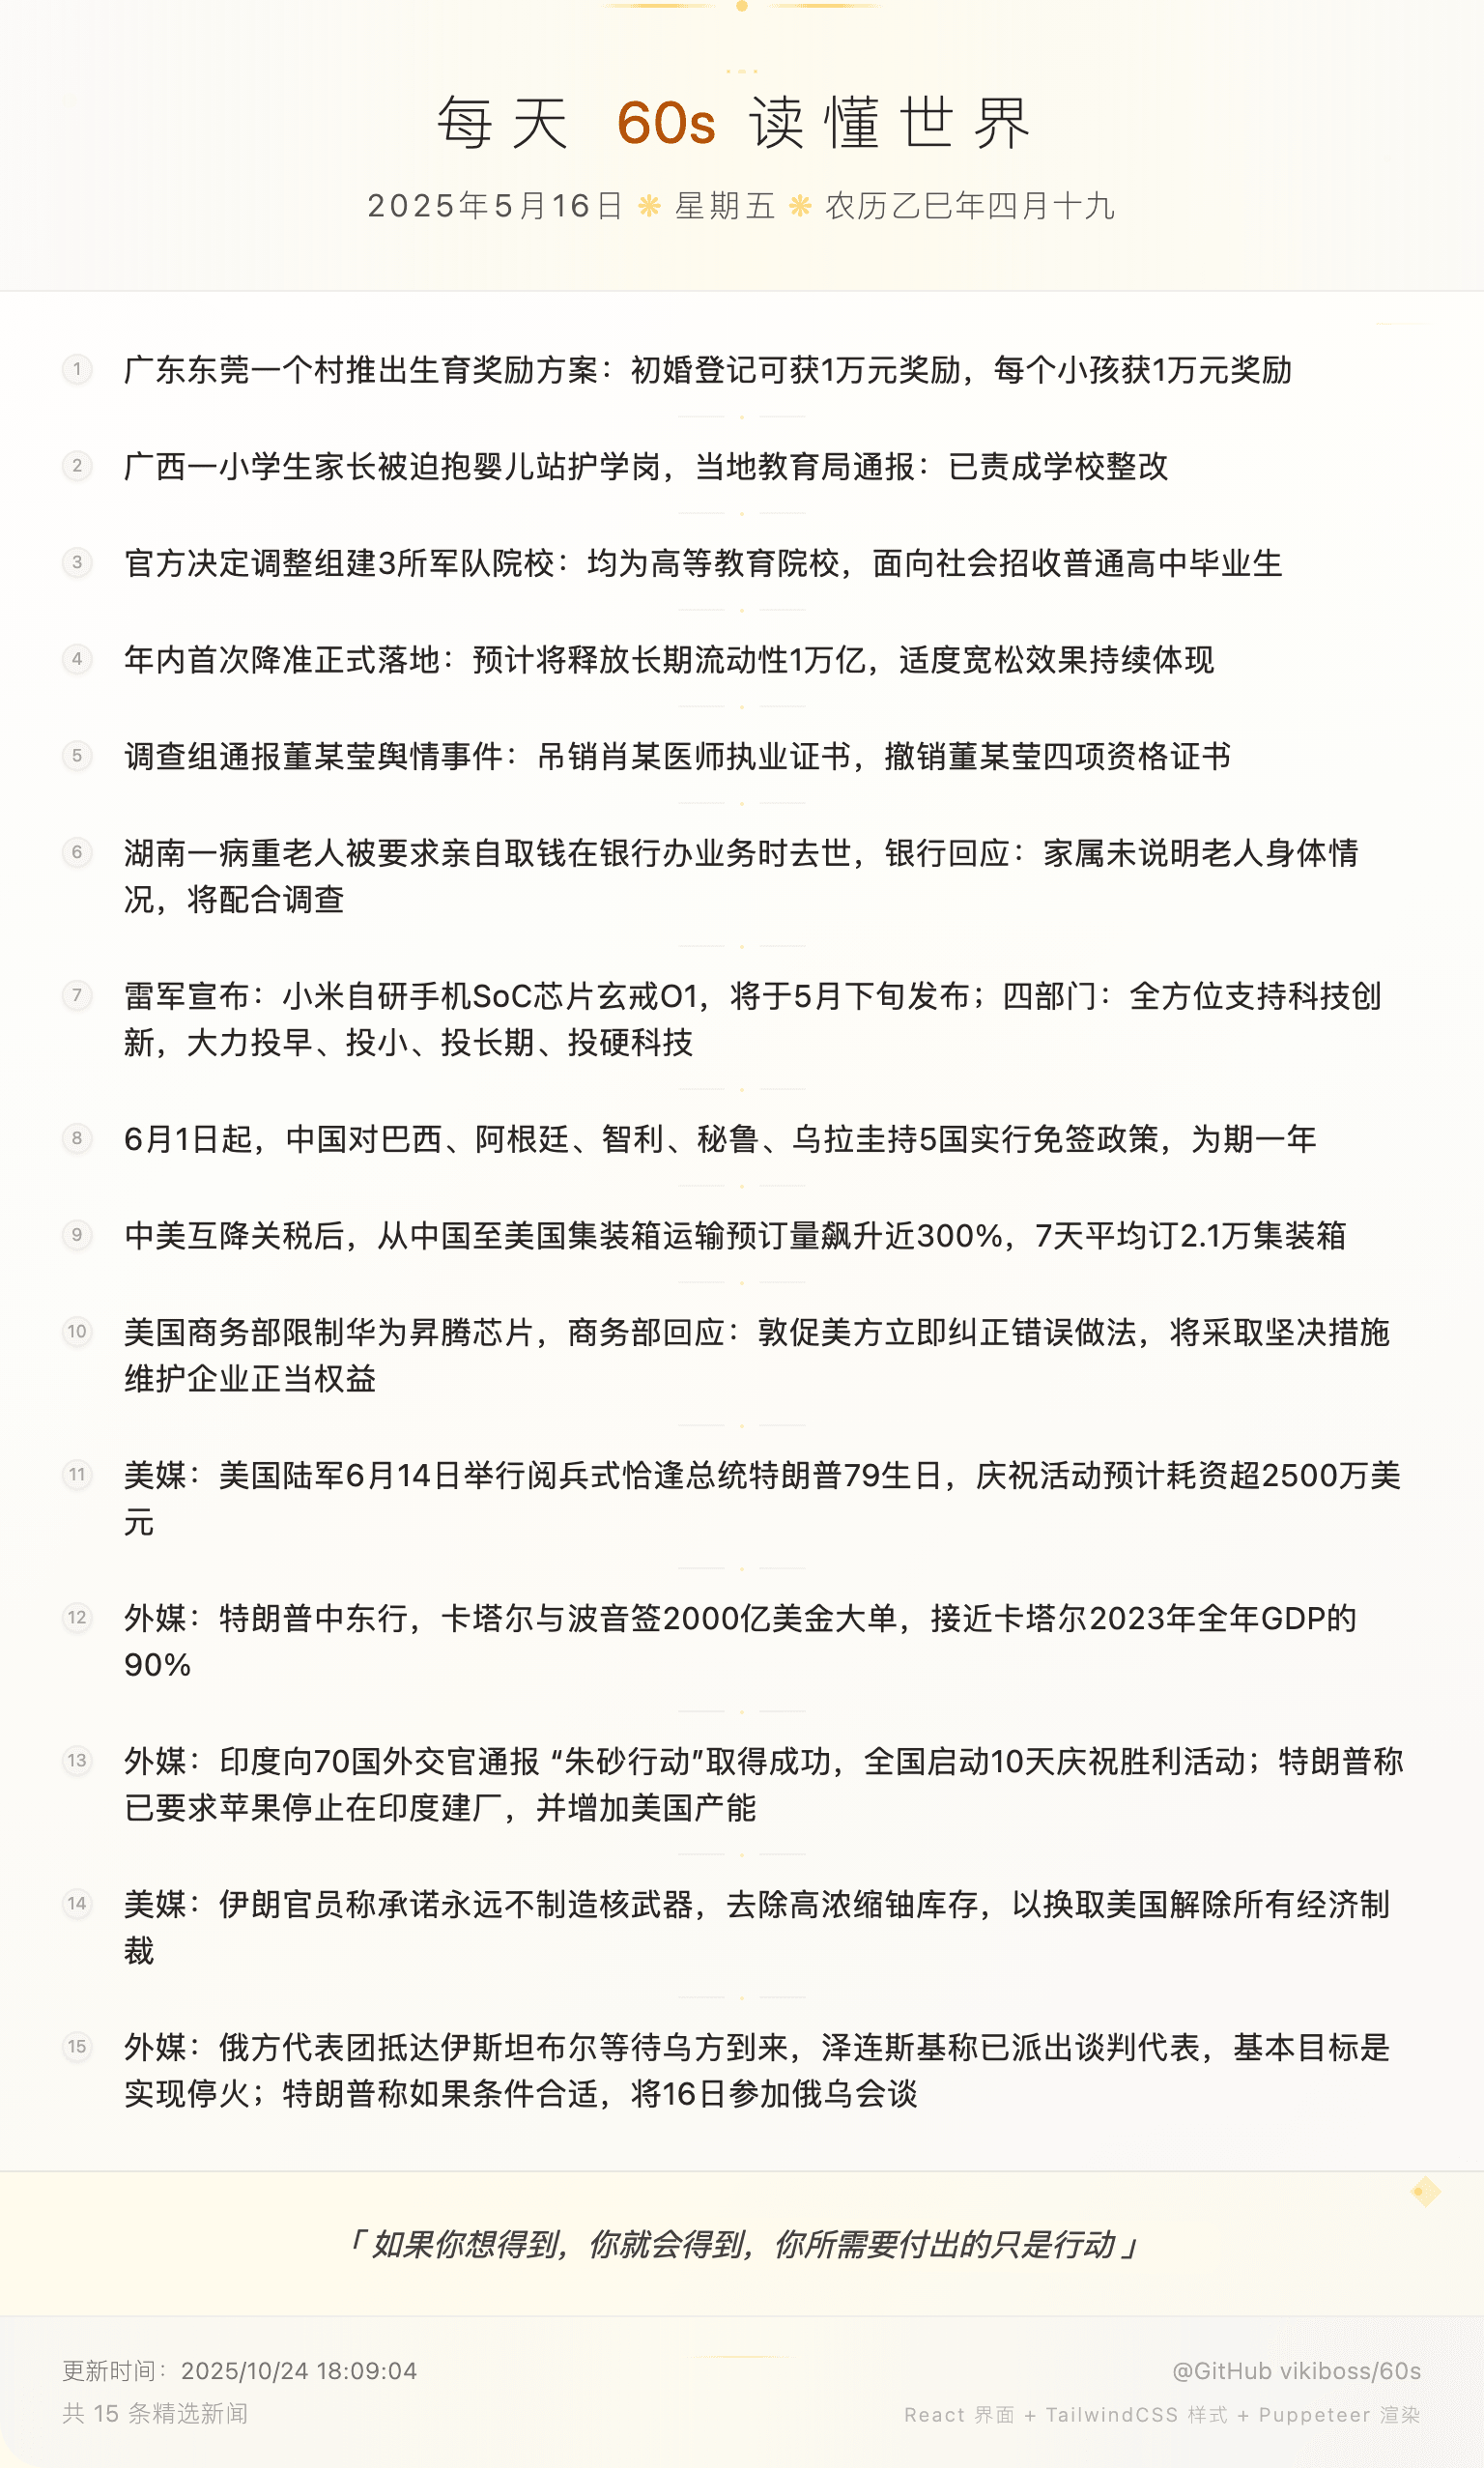 每天 60s 读懂世界
2025年5月16日 ❋ 星期五 ❋ 农历乙巳年四月十九
1 广东东莞一个村推出生育奖励方案：初婚登记可获1万元奖励，每个小孩获1万元奖励
2 广西一小学生家长被迫抱婴儿站护学岗，当地教育局通报：已责成学校整改
3 官方决定调整组建3所军队院校：均为高等教育院校，面向社会招收普通高中毕业生
4 年内首次降准正式落地：预计将释放长期流动性1万亿，适度宽松效果持续体现
5 调查组通报董某莹舆情事件：吊销肖某医师执业证书，撤销董某莹四项资格证书
6 湖南一病重老人被要求亲自取钱在银行办业务时去世，银行回应：家属未说明老人身体情
况，将配合调查
7 雷军宣布：小米自研手机SoC芯片玄戒O1，将于5月下旬发布；四部门：全方位支持科技创
新，大力投早、投小、投长期、投硬科技
8 6月1日起，中国对巴西、阿根廷、智利、秘鲁、乌拉圭持5国实行免签政策，为期一年
9 中美互降关税后，从中国至美国集装箱运输预订量飙升近300%，7天平均订2.1万集装箱
10 美国商务部限制华为昇腾芯片，商务部回应：敦促美方立即纠正错误做法，将采取坚决措施
维护企业正当权益
11 美媒：美国陆军6月14日举行阅兵式恰逢总统特朗普79生日，庆祝活动预计耗资超2500万美
元
12 外媒：特朗普中东行，卡塔尔与波音签2000亿美金大单，接近卡塔尔2023年全年GDP的
90%
13 外媒：印度向70国外交官通报 “朱砂行动”取得成功，全国启动10天庆祝胜利活动；特朗普称
已要求苹果停止在印度建厂，并增加美国产能
14 美媒：伊朗官员称承诺永远不制造核武器，去除高浓缩铀库存，以换取美国解除所有经济制
裁
15 外媒：俄方代表团抵达伊斯坦布尔等待乌方到来，泽连斯基称已派出谈判代表，基本目标是
实现停火；特朗普称如果条件合适，将16日参加俄乌会谈
「 如果你想得到，你就会得到，你所需要付出的只是行动 」
更新时间：2025/10/24 18:09:04
@GitHub vikiboss/60s
共 15 条精选新闻
React 界面 + TailwindCSS 样式 + Puppeteer 渲染